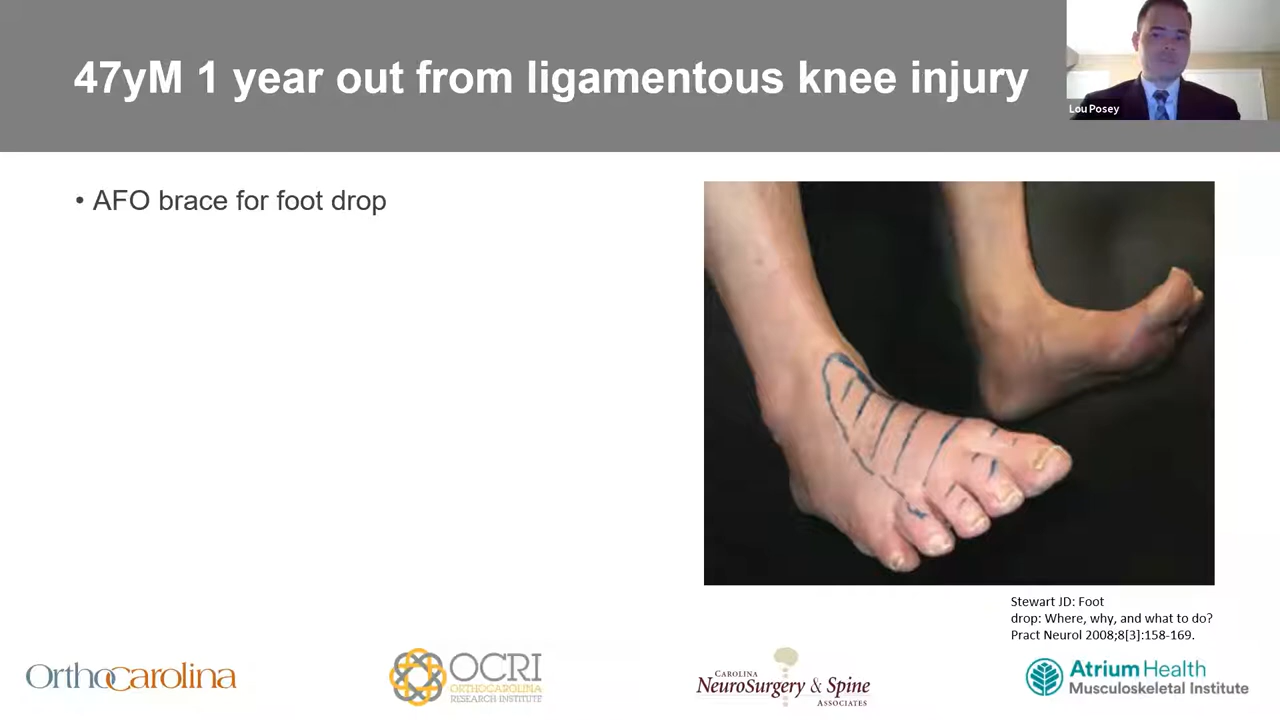 47yM 1 year out from ligamentous knee injury
Lou Posey
• AFO brace for foot drop
Stewart JD: Foot
drop: Where, why, and what to do?
Pract Neurol 2008;8[3]:158-169.
OrthoCarolina
OCRI
ORTHOCAROLINA
RESEARCH INSTITUTE
CAROLINA
NEUROSURGERY & SPINE
ASSOCIATES
Atrium Health
Musculoskeletal Institute